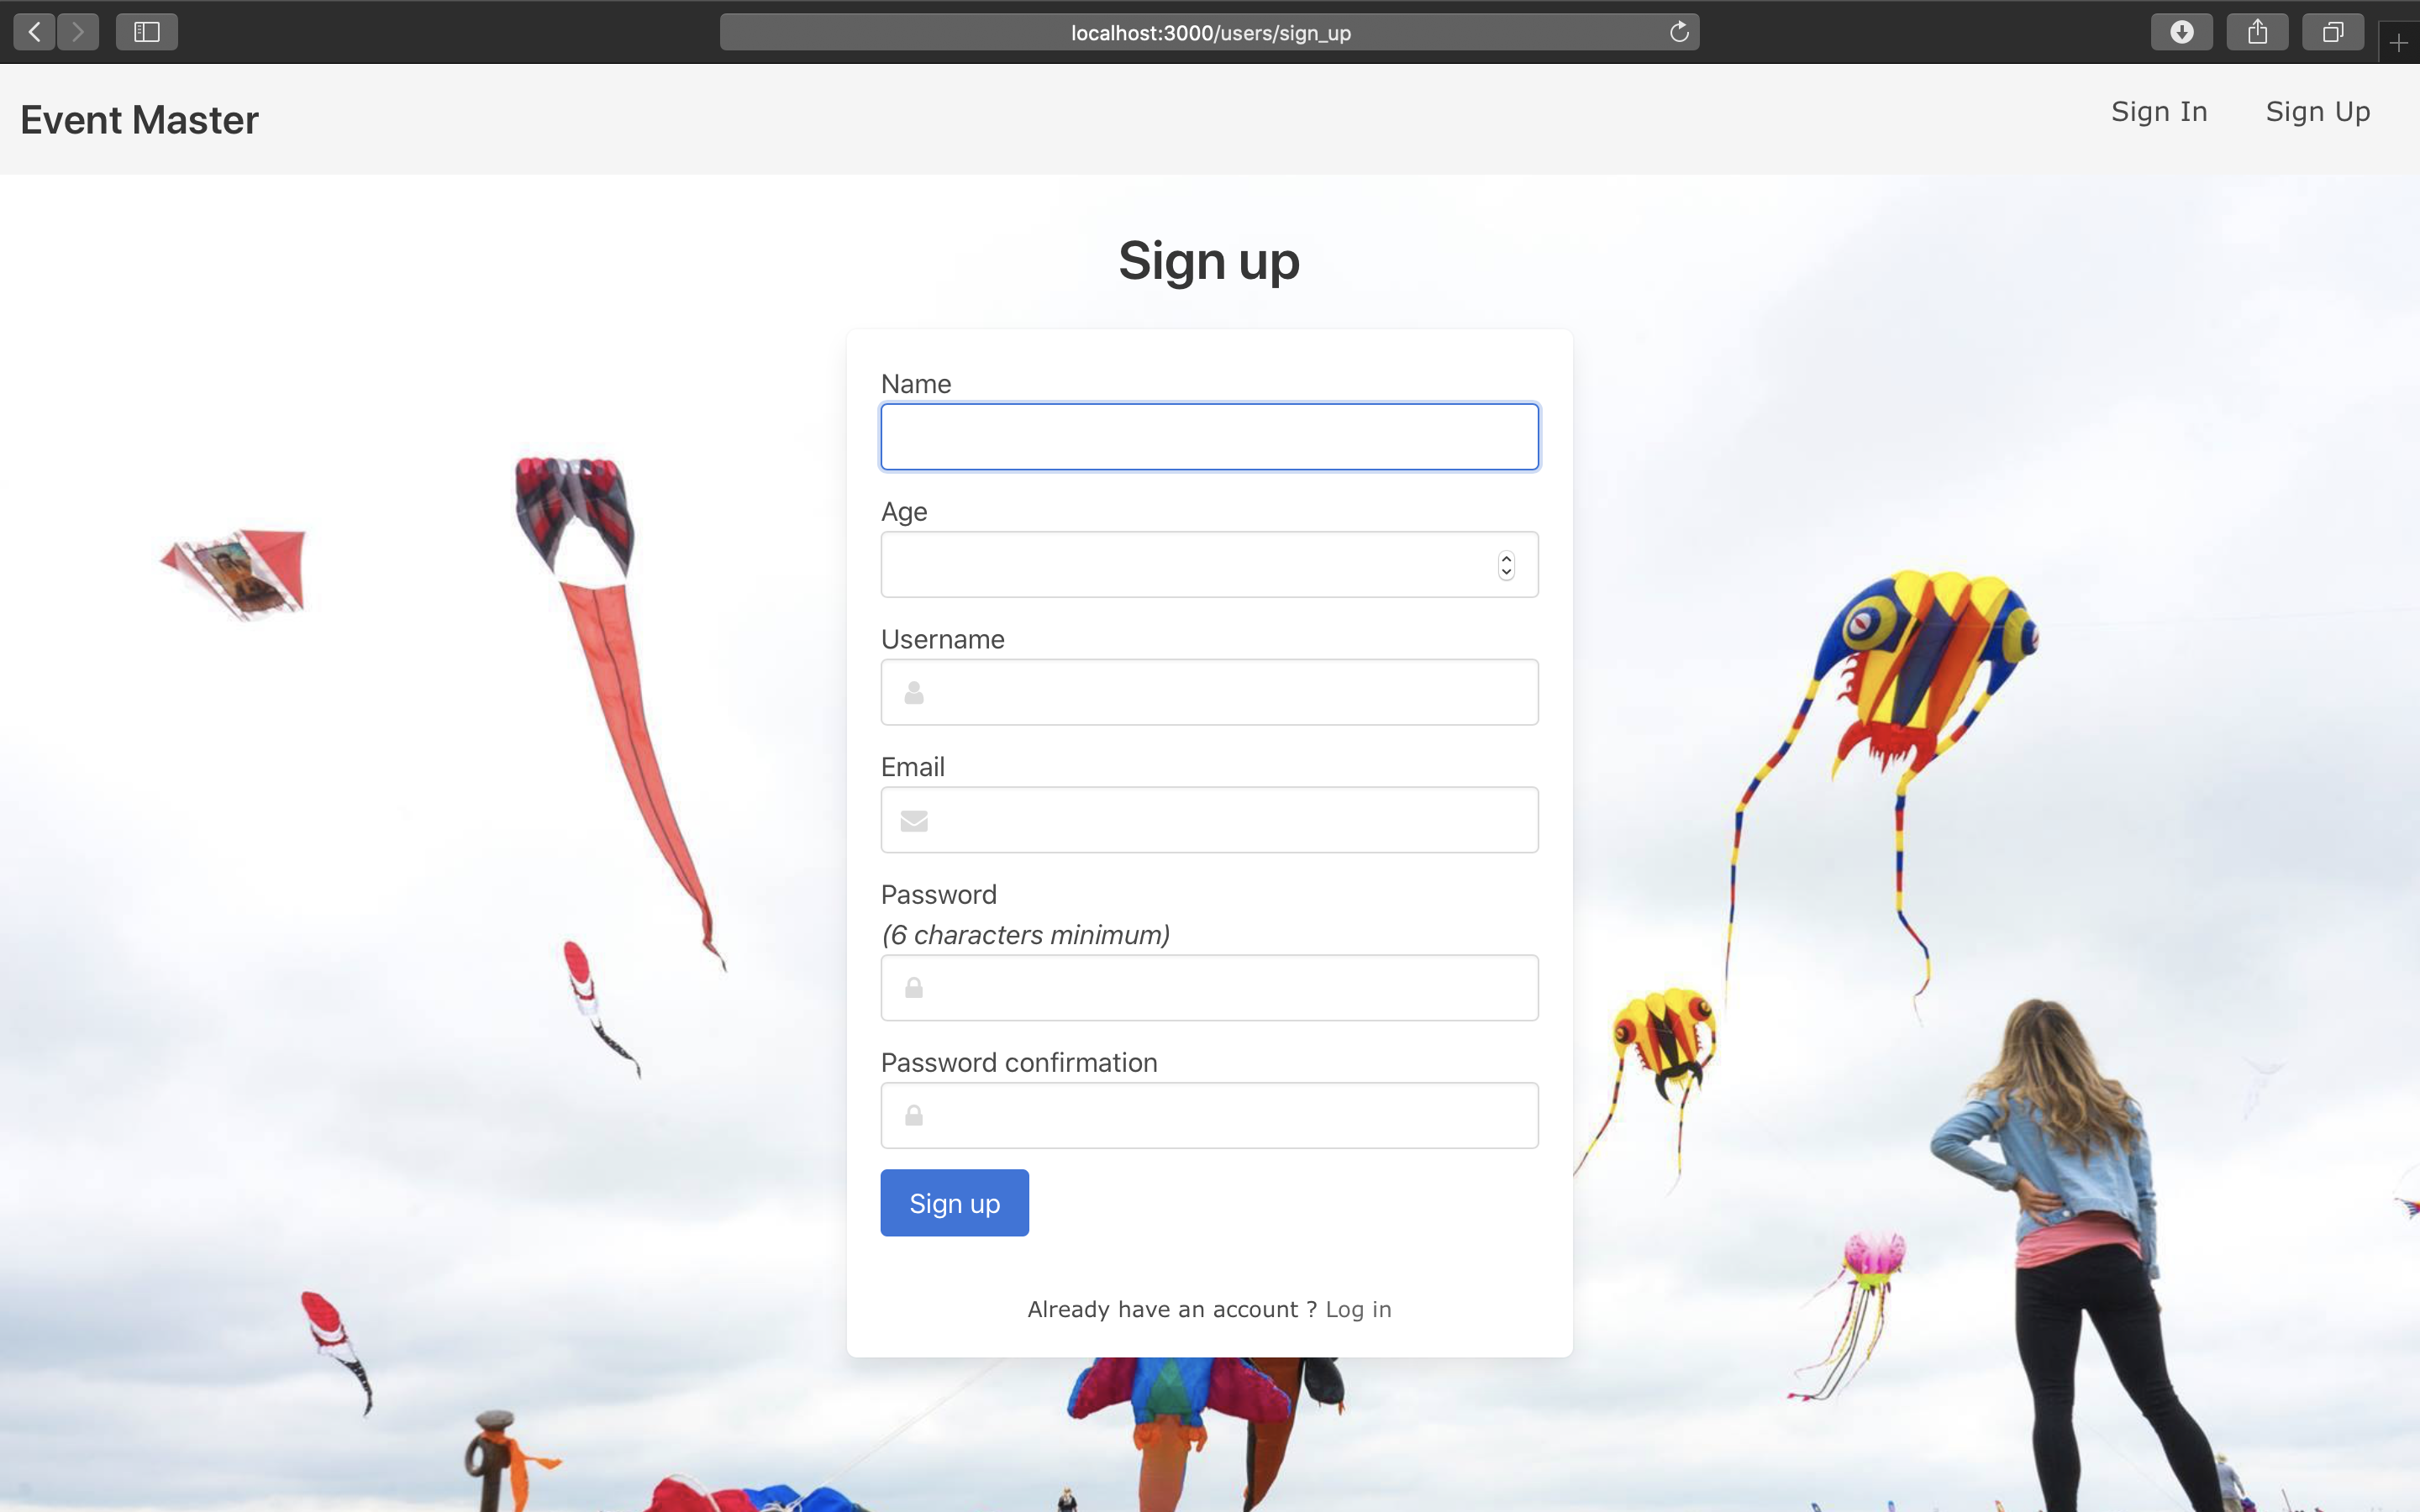 localhost:3000/users/sign_up
Event Master
Sign In
Sign Up
Sign up
Name
Age
Username
Email
Password
(6 characters minimum)
Password confirmation
Sign up
Already have an account ? Log in